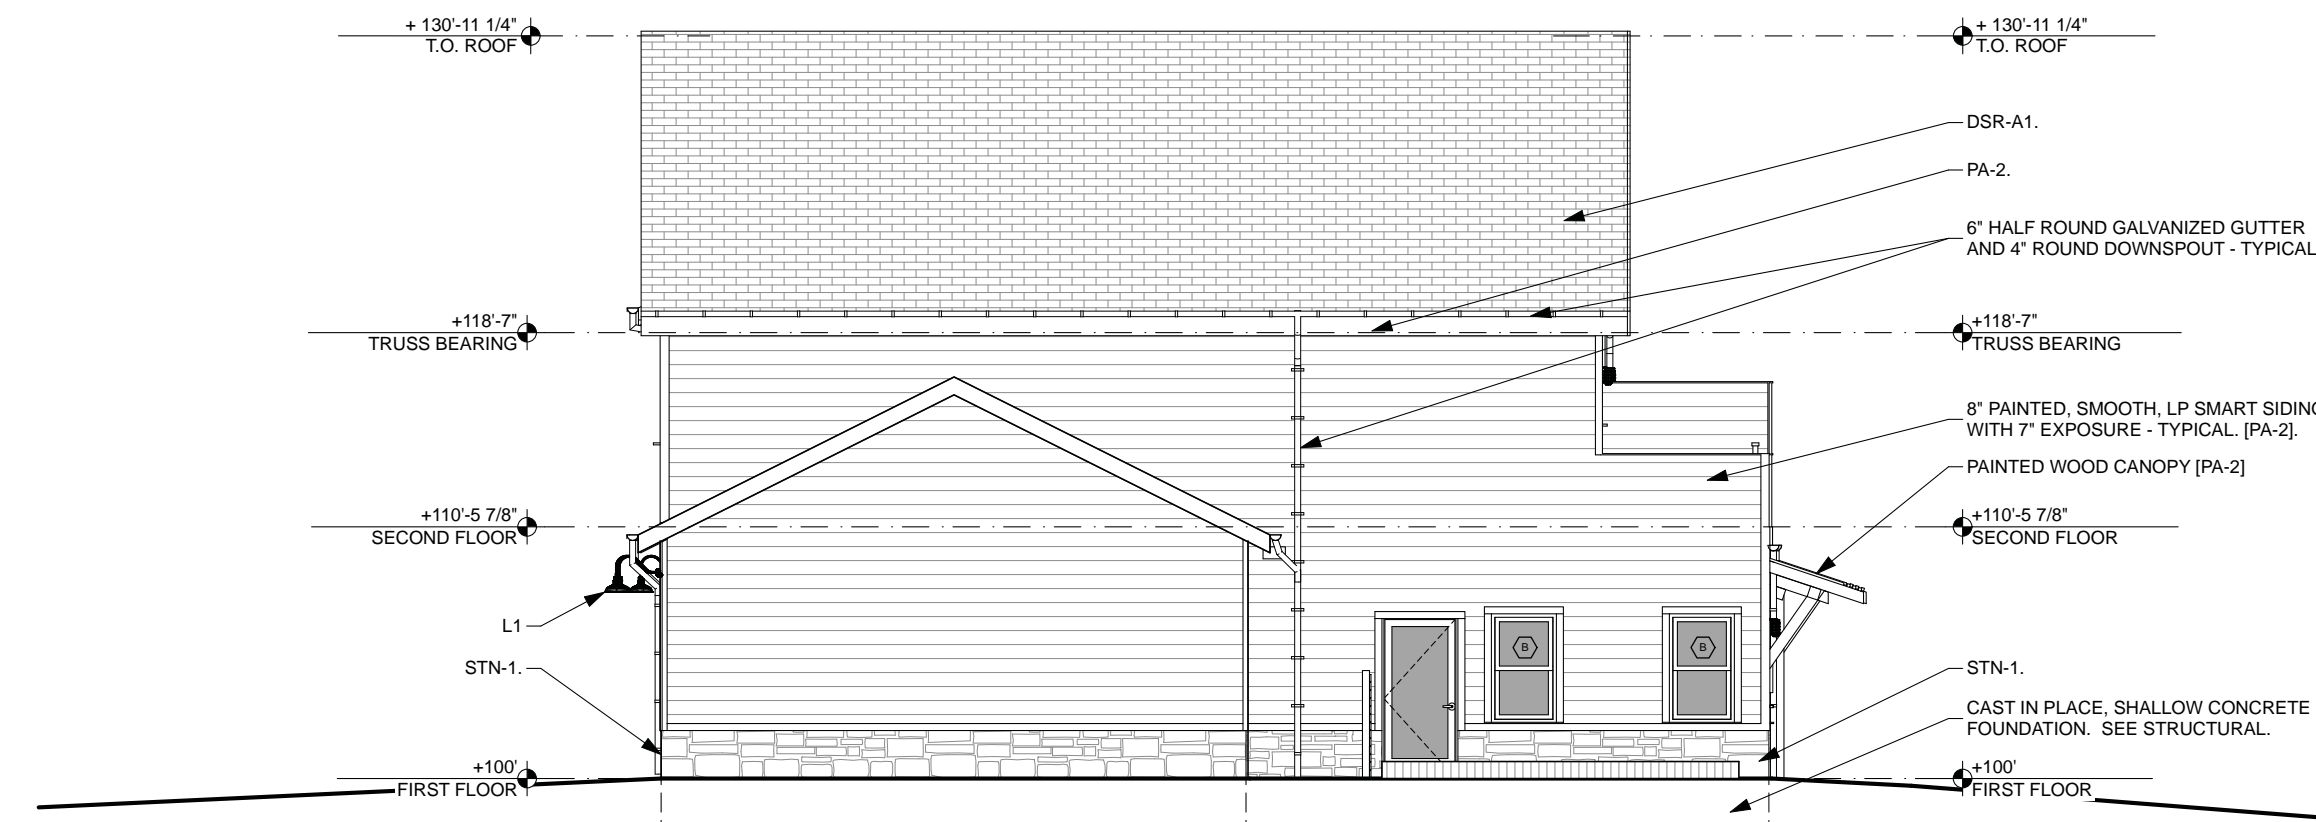 + 130'-11 1/4"
T.O. ROOF
+118'-7"
TRUSS BEARING
+110'-5 7/8"
SECOND FLOOR
L1
STN-1.
+100'
FIRST FLOOR
B
B
+ 130'-11 1/4"
T.O. ROOF
DSR-A1.
PA-2.
6" HALF ROUND GALVANIZED GUTTER
AND 4" ROUND DOWNSPOUT - TYPICAL
+118'-7"
TRUSS BEARING
8" PAINTED, SMOOTH, LP SMART SIDING
WITH 7" EXPOSURE - TYPICAL. [PA-2].
PAINTED WOOD CANOPY [PA-2]
+110'-5 7/8"
SECOND FLOOR
STN-1.
CAST IN PLACE, SHALLOW CONCRETE
FOUNDATION.  SEE STRUCTURAL.
+100'
FIRST FLOOR